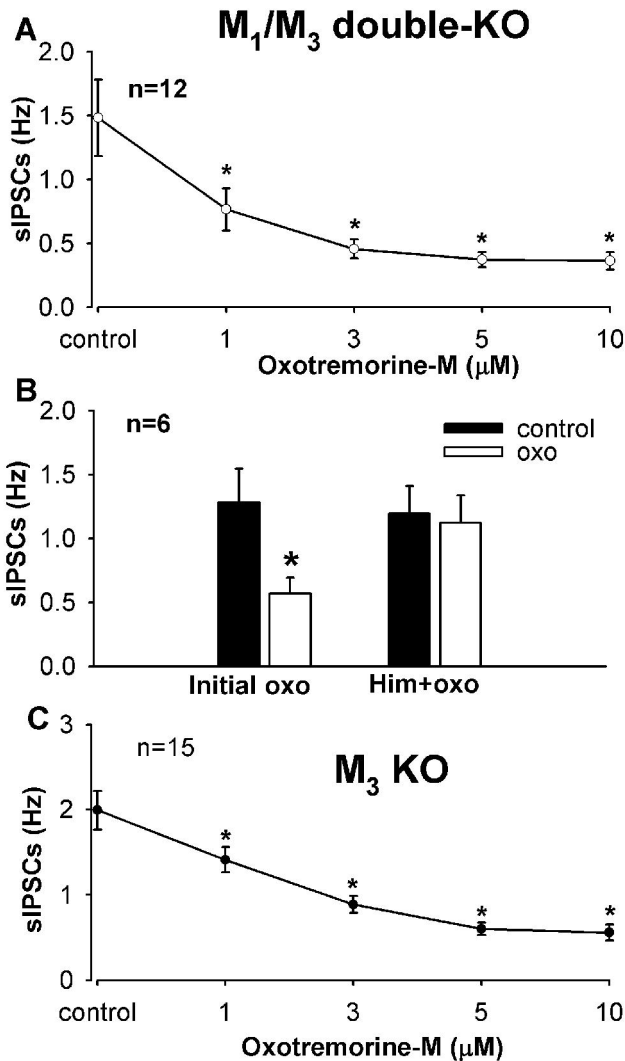 A M₁/M₃ double-KO
n=12
sIPSCs (Hz)
2.0
1.5
1.0
0.5
0.0
* * * *
control 1 3 5 10
Oxotremorine-M (μM)
B
n=6
control
oxo
sIPSCs (Hz)
2.0
1.5
1.0
0.5
0.0
*
Initial oxo Him+oxo
C
n=15
M₃ KO
sIPSCs (Hz)
3
2
1
0
* * * *
control 1 3 5 10
Oxotremorine-M (μM)